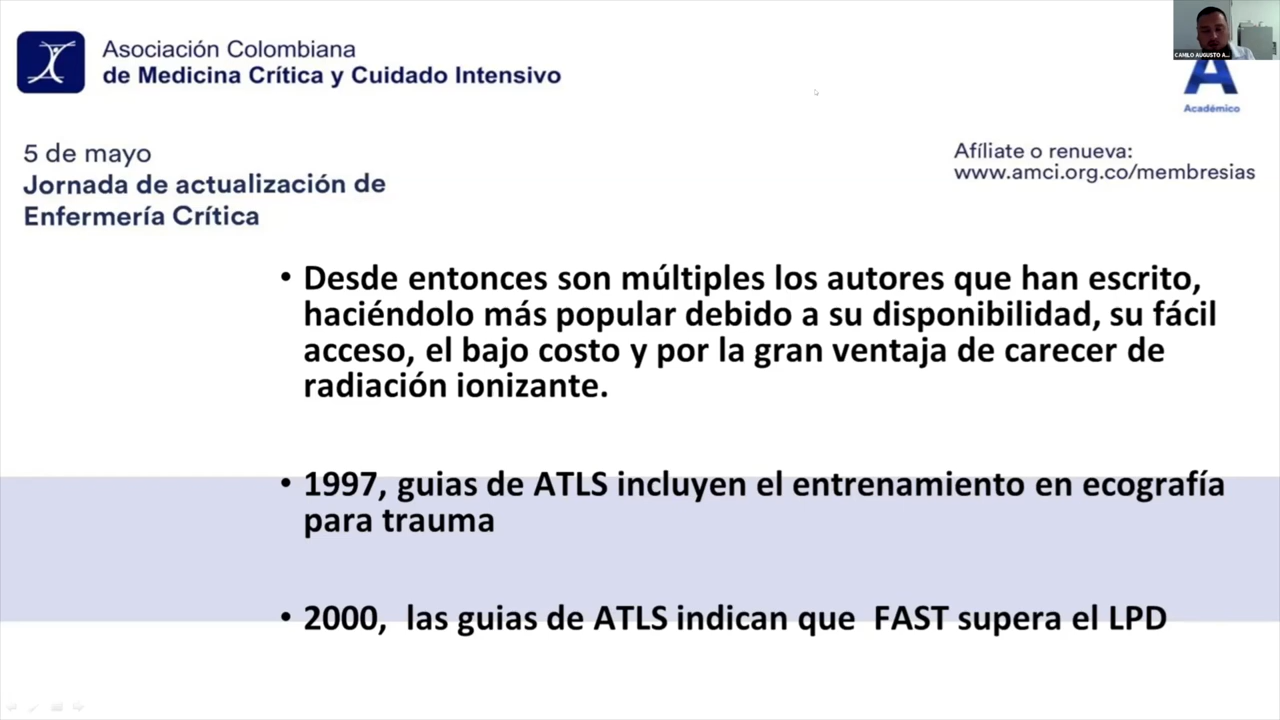 Asociación Colombiana
de Medicina Crítica y Cuidado Intensivo
CAMILO AUGUSTO A...
A
Académico
5 de mayo
Jornada de actualización de
Enfermería Crítica
Afíliate o renueva:
www.amci.org.co/membresias
• Desde entonces son múltiples los autores que han escrito,
haciéndolo más popular debido a su disponibilidad, su fácil
acceso, el bajo costo y por la gran ventaja de carecer de
radiación ionizante.
• 1997, guias de ATLS incluyen el entrenamiento en ecografía
para trauma
• 2000, las guias de ATLS indican que FAST supera el LPD